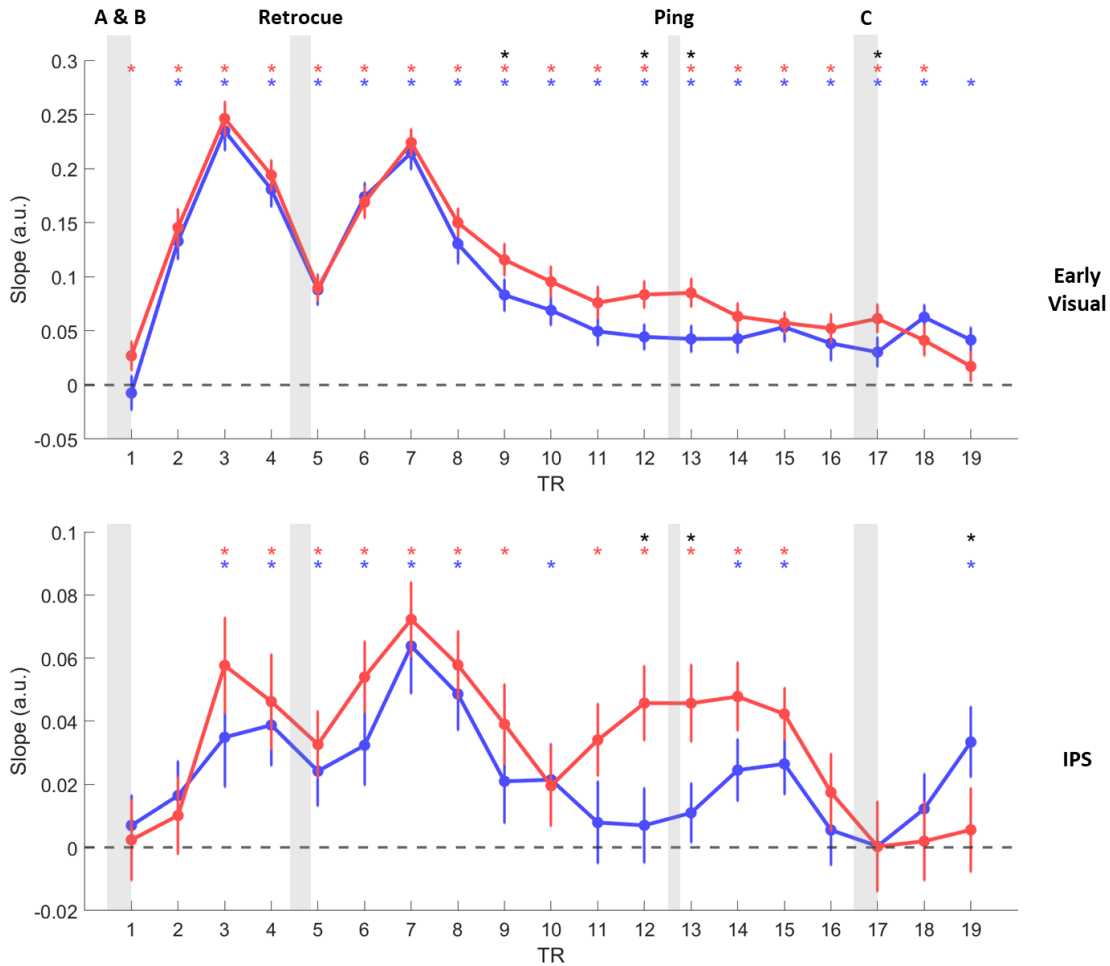 A & B Retrocue Ping C
* * * *
* * * * * * * * * * * * * * * * * *
* * * * * * * * * * * * * * * * * *
0.3
0.25
0.2
0.15
0.1
0.05
0
-0.05
Slope (a.u.)
1 2 3 4 5 6 7 8 9 10 11 12 13 14 15 16 17 18 19
TR
Early
Visual
* * *
* * * * * * * * * * * *
* * * * * * * * * *
0.1
0.08
0.06
0.04
0.02
0
-0.02
Slope (a.u.)
1 2 3 4 5 6 7 8 9 10 11 12 13 14 15 16 17 18 19
TR
IPS